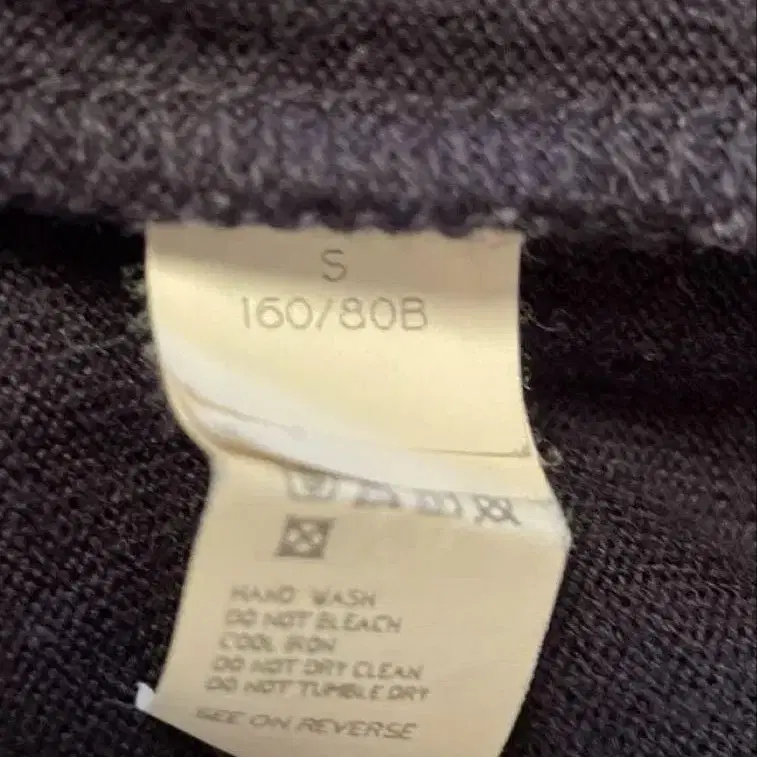 S
160/80B
HAND WASH
DO NOT BLEACH
COOL IRON
DO NOT DRY CLEAN
DO NOT TUMBLE DRY
SEE ON REVERSE